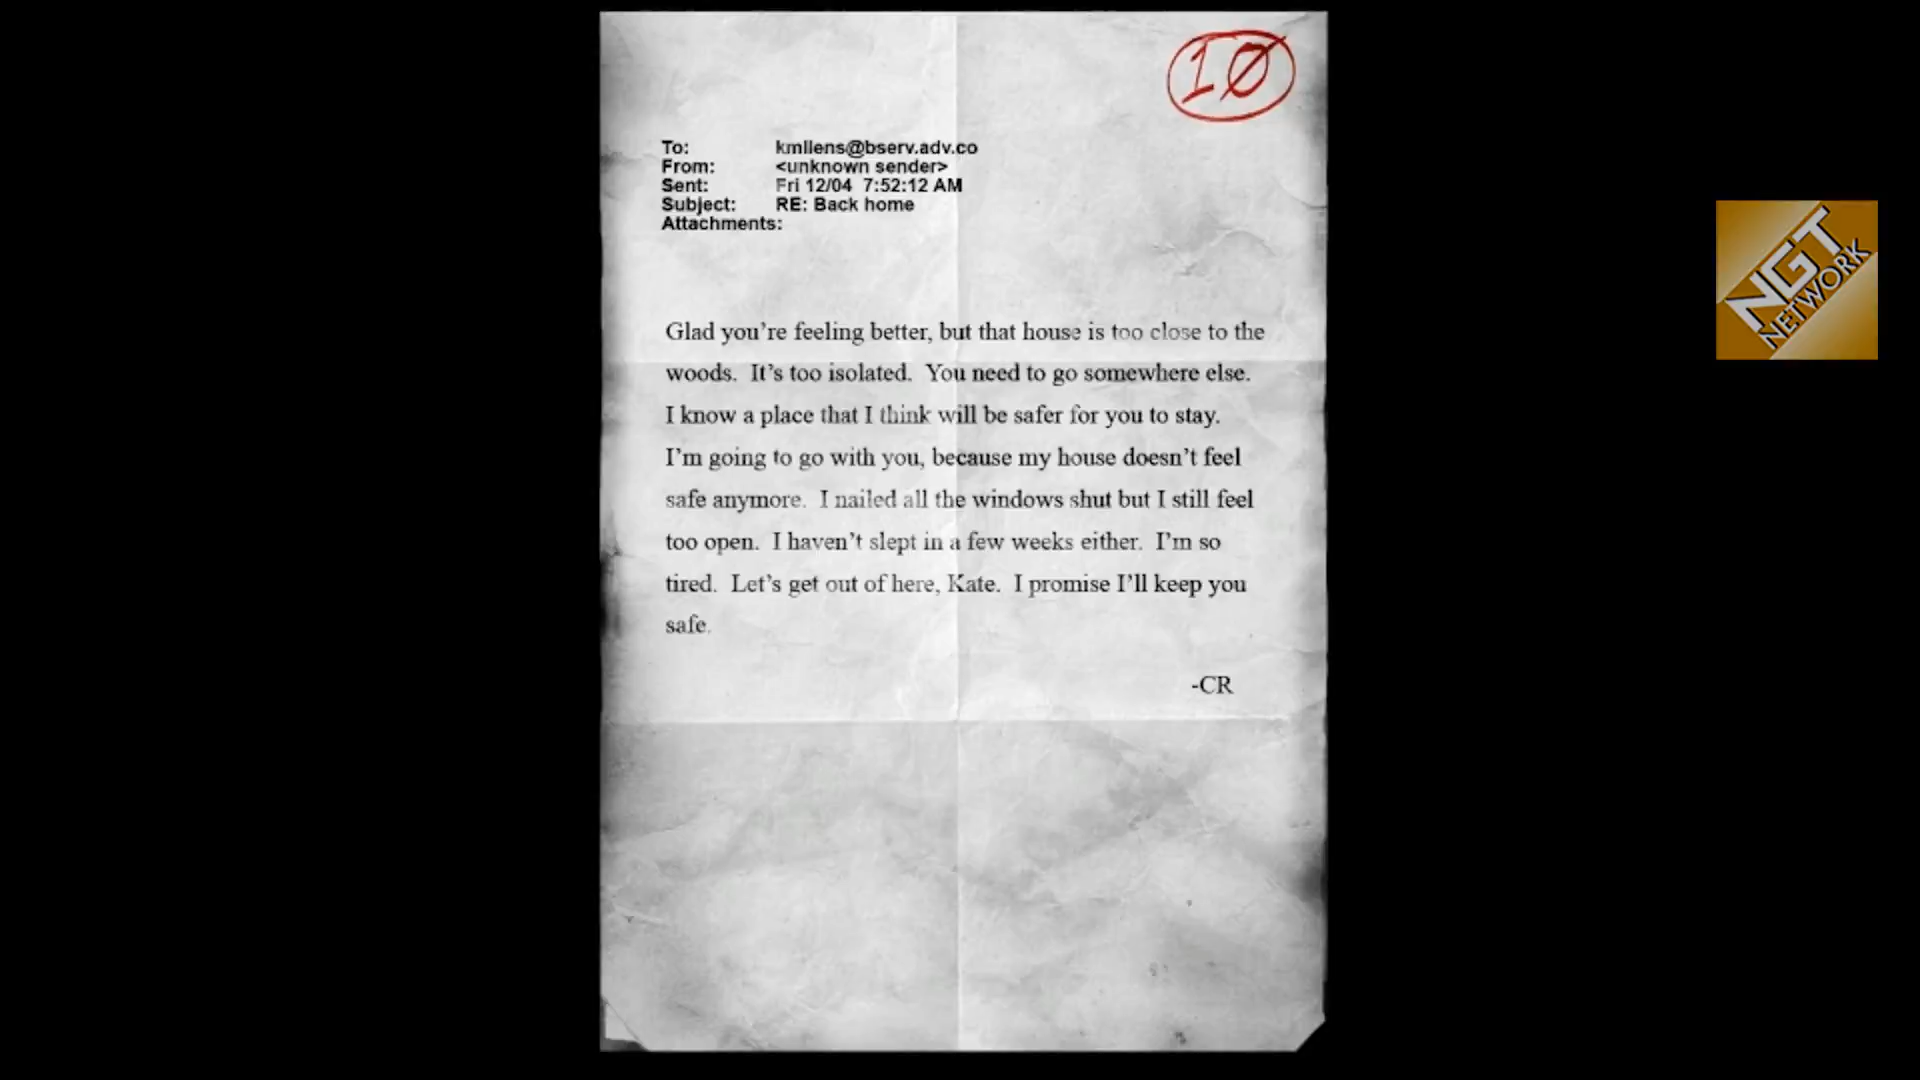 10
To: kmllens@bserv.adv.co
From: <unknown sender>
Sent: Fri 12/04 7:52:12 AM
Subject: RE: Back home
Attachments:
Glad you're feeling better, but that house is too close to the
woods. It's too isolated. You need to go somewhere else.
I know a place that I think will be safer for you to stay.
I'm going to go with you, because my house doesn't feel
safe anymore. I nailed all the windows shut but I still feel
too open. I haven't slept in a few weeks either. I'm so
tired. Let's get out of here, Kate. I promise I'll keep you
safe.
-CR
NGT
NETWORK